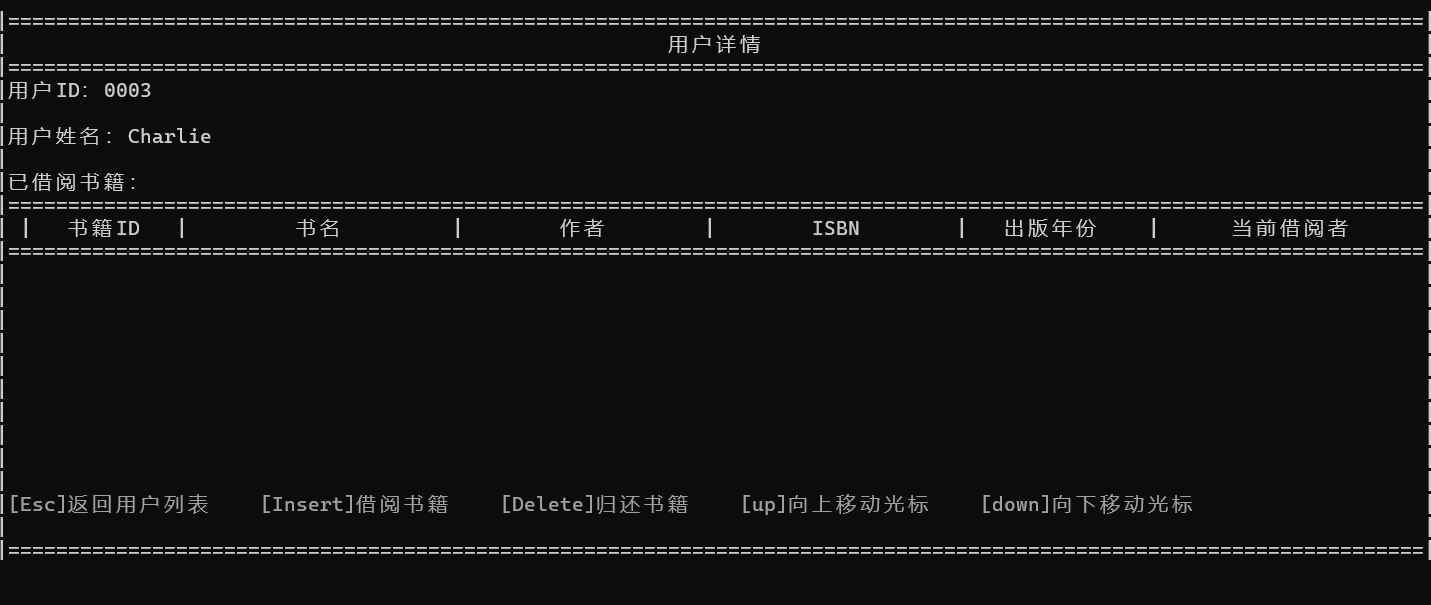 用户详情
用户ID: 0003
用户姓名: Charlie
已借阅书籍:
| 书籍ID | 书名 | 作者 | ISBN | 出版年份 | 当前借阅者
[Esc]返回用户列表 [Insert]借阅书籍 [Delete]归还书籍 [up]向上移动光标 [down]向下移动光标